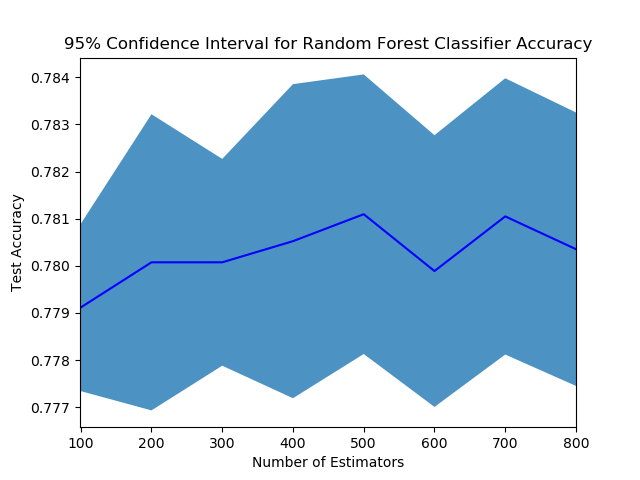 95% Confidence Interval for Random Forest Classifier Accuracy
0.784
0.783
0.782
0.781
0.780
0.779
0.778
0.777
Test Accuracy
100 200 300 400 500 600 700 800
Number of Estimators